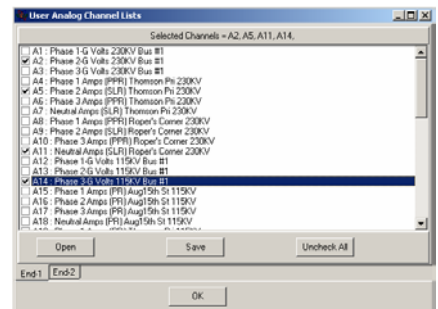 User Analog Channel Lists
Selected Channels = A2, A5, A11, A14,
A1 : Phase 1-G Volts 230KV Bus #1
A2 : Phase 2-G Volts 230KV Bus #1
A3 : Phase 3-G Volts 230KV Bus #1
A4 : Phase 1 Amps (PPR) Thomson Pri 230KV
A5 : Phase 2 Amps (SLR) Thomson Pri 230KV
A6 : Phase 3 Amps (PPR) Thomson Pri 230KV
A7 : Neutral Amps (SLR) Thomson Pri 230KV
A8 : Phase 1 Amps (PPR) Roper's Corner 230KV
A9 : Phase 2 Amps (SLR) Roper's Corner 230KV
A10 : Phase 3 Amps (PPR) Roper's Corner 230KV
A11 : Neutral Amps (SLR) Roper's Corner 230KV
A12 : Phase 1-G Volts 115KV Bus #1
A13 : Phase 2-G Volts 115KV Bus #1
A14 : Phase 3-G Volts 115KV Bus #1
A15 : Phase 1 Amps (PR) Aug15th St 115KV
A16 : Phase 2 Amps (PR) Aug15th St 115KV
A17 : Phase 3 Amps (PR) Aug15th St 115KV
A18 : Neutral Amps (PR) Aug15th St 115KV
Open Save Uncheck All
End-1 End-2
OK